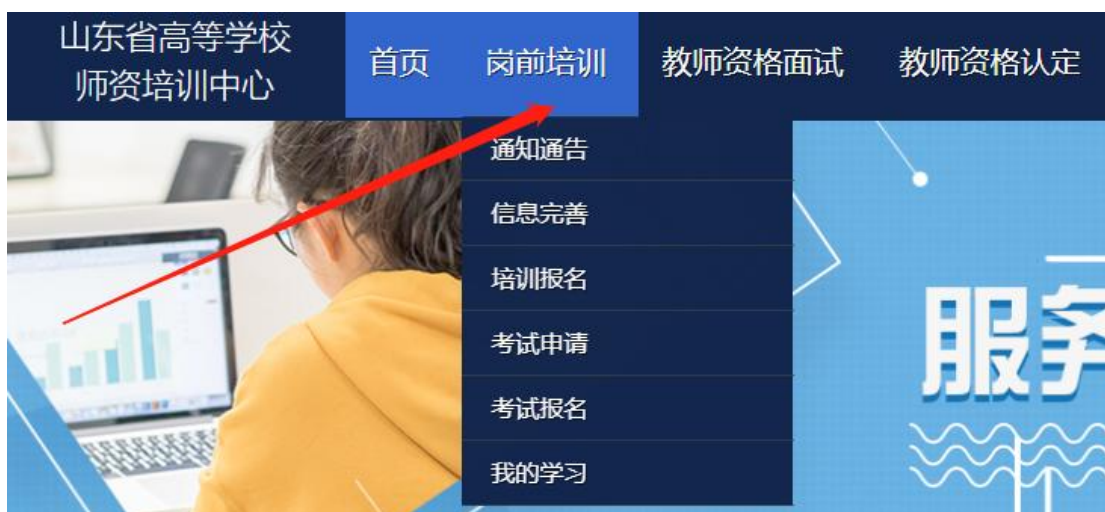 山东省高等学校
师资培训中心
首页 岗前培训 教师资格面试 教师资格认定
通知通告
信息完善
培训报名
考试申请
考试报名
我的学习
服务